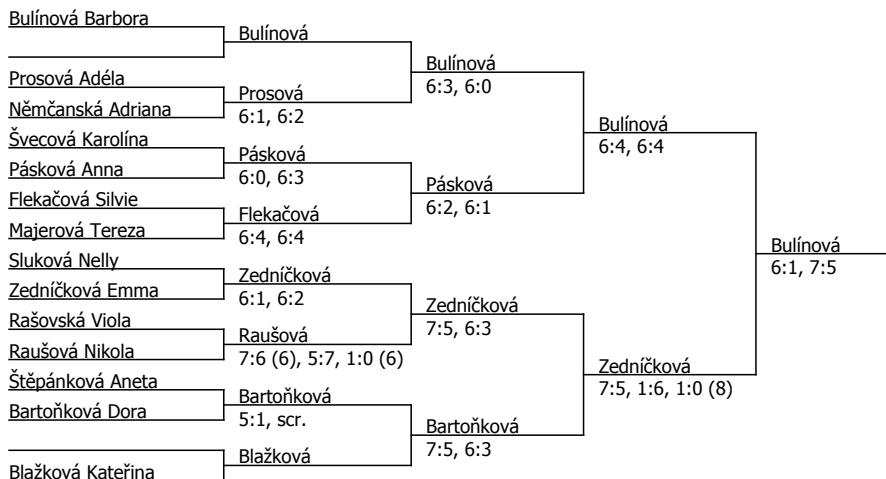 Bulínová Barbora
Prosová Adéla
Němčanská Adriana
Švecová Karolína
Pásková Anna
Flekačová Silvie
Majerová Tereza
Sluková Nelly
Zedníčková Emma
Rašovská Viola
Raušová Nikola
Štěpánková Aneta
Bartoňková Dora
Blažková Kateřina
Bulínová
Prosová
6:1, 6:2
Pásková
6:0, 6:3
Flekačová
6:4, 6:4
Zedníčková
6:1, 6:2
Raušová
7:6 (6), 5:7, 1:0 (6)
Bartoňková
5:1, scr.
Blažková
Bulínová
6:3, 6:0
Pásková
6:2, 6:1
Zedníčková
7:5, 6:3
Bartoňková
7:5, 6:3
Bulínová
6:4, 6:4
Zedníčková
7:5, 1:6, 1:0 (8)
Bulínová
6:1, 7:5